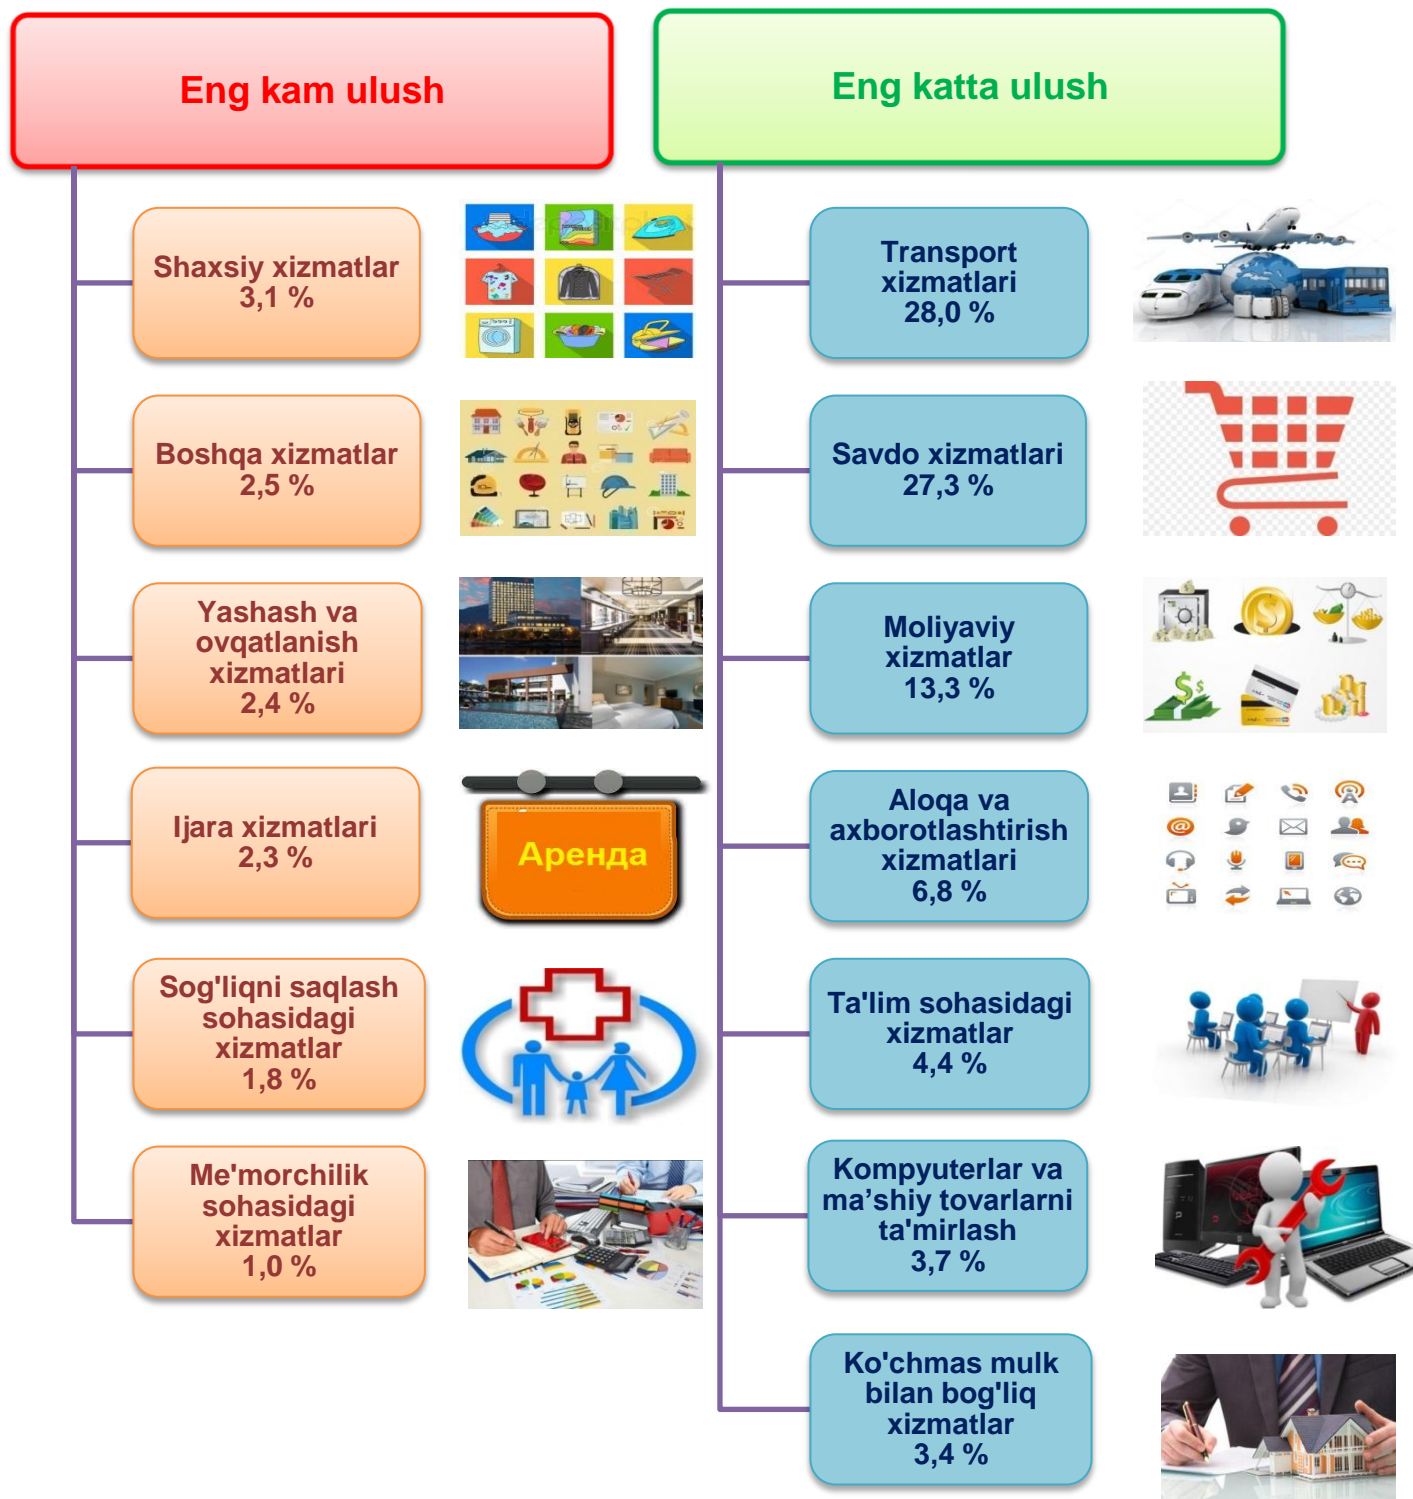 Eng kam ulush
Shaxsiy xizmatlar
3,1 %
Boshqa xizmatlar
2,5 %
Yashash va
ovqatlanish
xizmatlari
2,4 %
Ijara xizmatlari
2,3 %
Аренда
Sog'liqni saqlash
sohasidagi
xizmatlar
1,8 %
Me'morchilik
sohasidagi
xizmatlar
1,0 %
Eng katta ulush
Transport
xizmatlari
28,0 %
Savdo xizmatlari
27,3 %
Moliyaviy
xizmatlar
13,3 %
Aloqa va
axborotlashtirish
xizmatlari
6,8 %
Ta'lim sohasidagi
xizmatlar
4,4 %
Kompyuterlar va
ma’shiy tovarlarni
ta'mirlash
3,7 %
Ko'chmas mulk
bilan bog'liq
xizmatlar
3,4 %